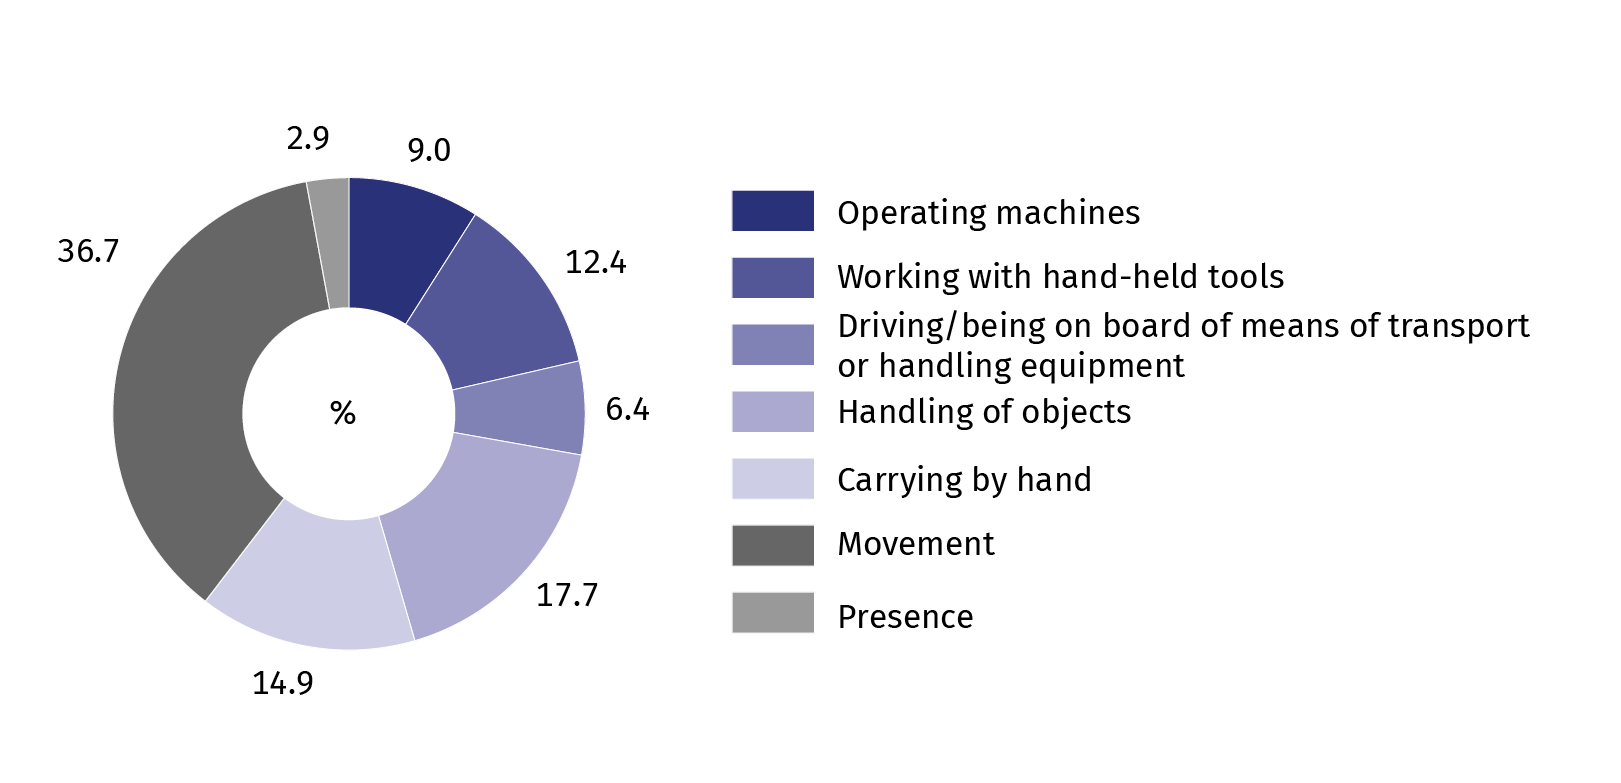 2.9
9.0
36.7
12.4
%
6.4
17.7
14.9
Operating machines
Working with hand-held tools
Driving/being on board of means of transport
or handling equipment
Handling of objects
Carrying by hand
Movement
Presence